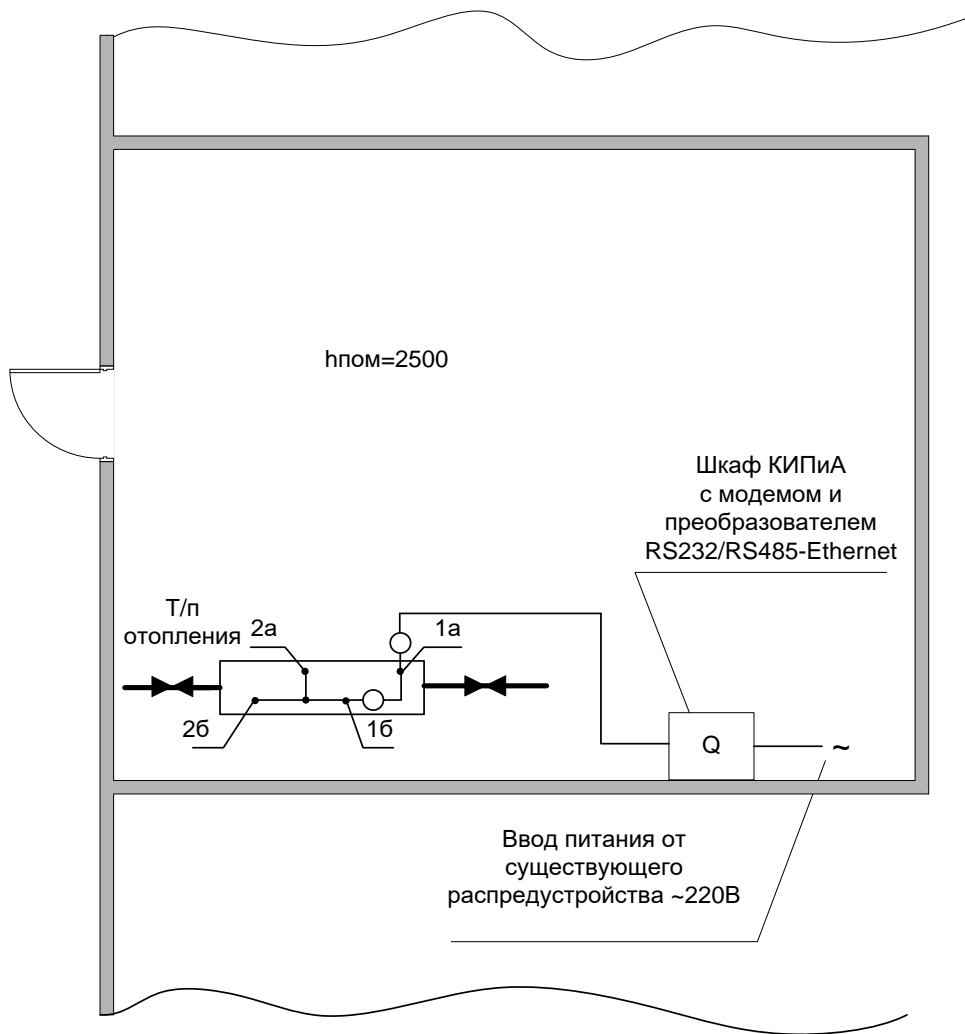 hпом=2500
Шкаф КИПиА
с модемом и
преобразователем
RS232/RS485-Ethernet
Т/п
отопления
2а
1а
2б
1б
Q
~
Ввод питания от
существующего
распредустройства ~220В